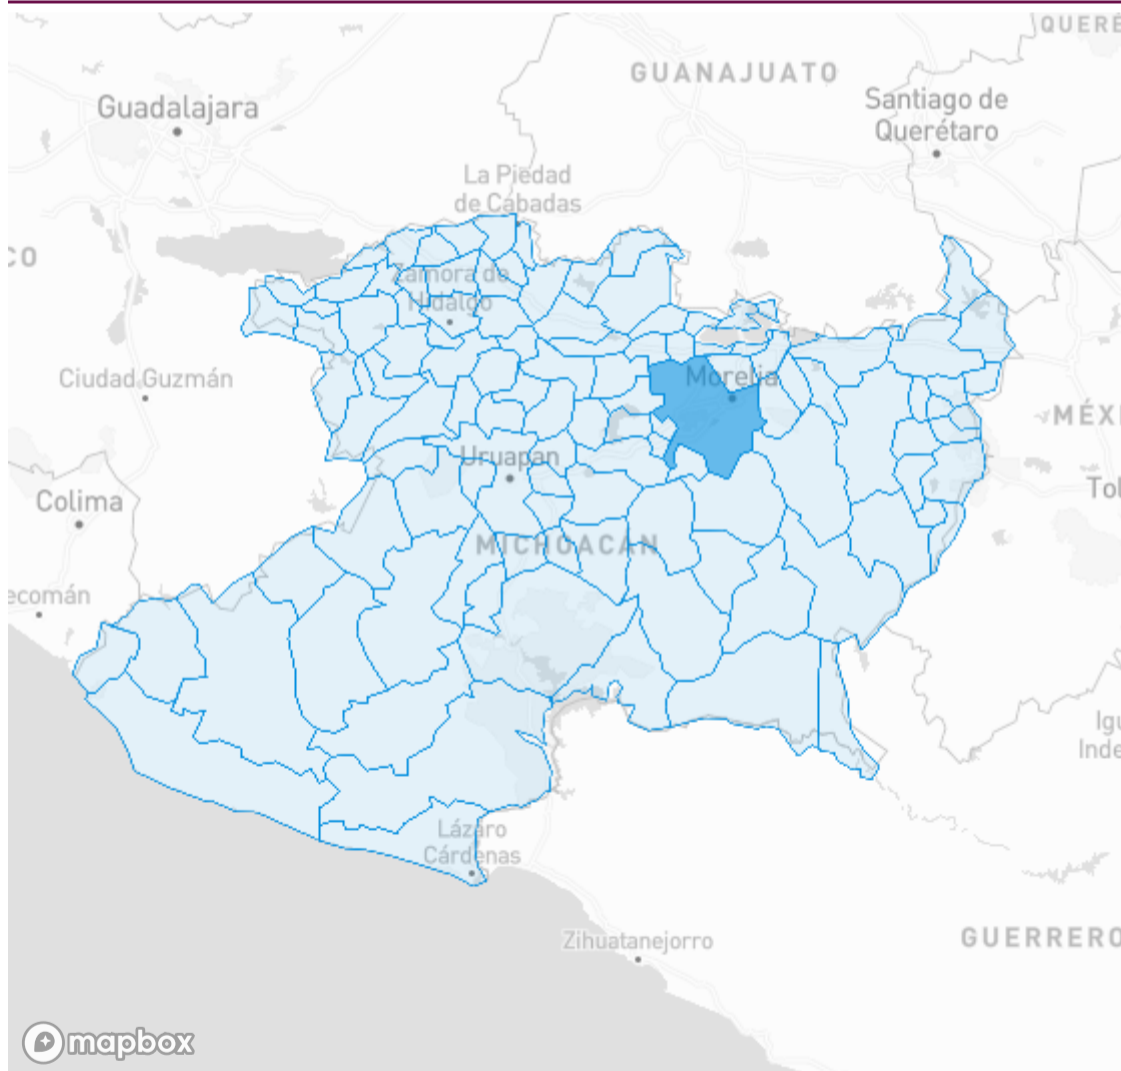 QUERÉ
GUANAJUATO
Guadalajara
Santiago de
Querétaro
La Piedad
de Cabadas
CO
Zamora de
Hidalgo
Ciudad Guzmán
Morelia
MÉXI
Uruapan
Colima
Tol
MICHOACÁN
ecomán
Igu
Inde
Lázaro
Cárdenas
Zihuatanejorro
GUERRERO
mapbox